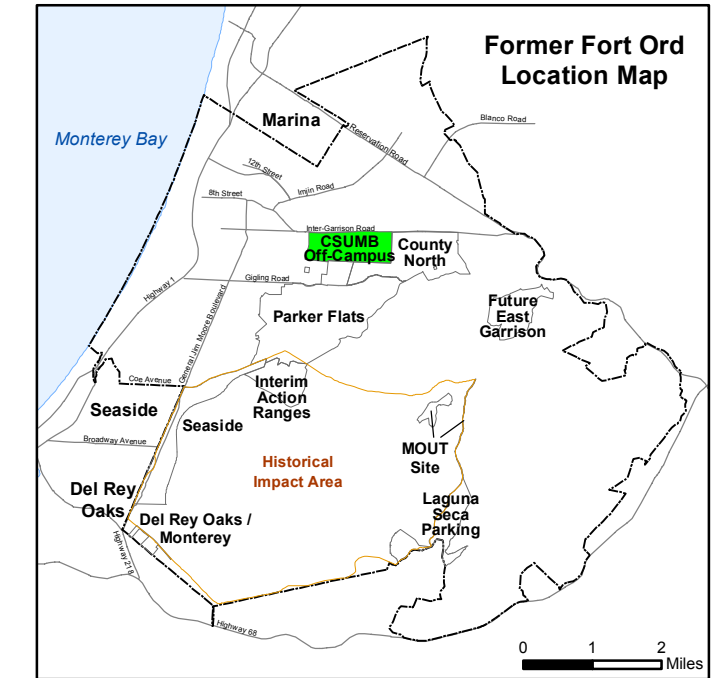 Former Fort Ord
Location Map
Monterey Bay
Marina
Blanco Road
Reservation Road
12th Street
Imjin Road
8th Street
Inter-Garrison Road
CSUMB
Off-Campus
County
North
Gigling Road
Highway 1
General Jim Moore Boulevard
Parker Flats
Future
East
Garrison
Coe Avenue
Interim
Action
Ranges
Seaside
Seaside
Broadway Avenue
MOUT
Site
Historical
Impact Area
Del Rey
Oaks
Del Rey Oaks /
Monterey
Laguna
Seca
Parking
Highway 218
Highway 68
0 1 2
Miles